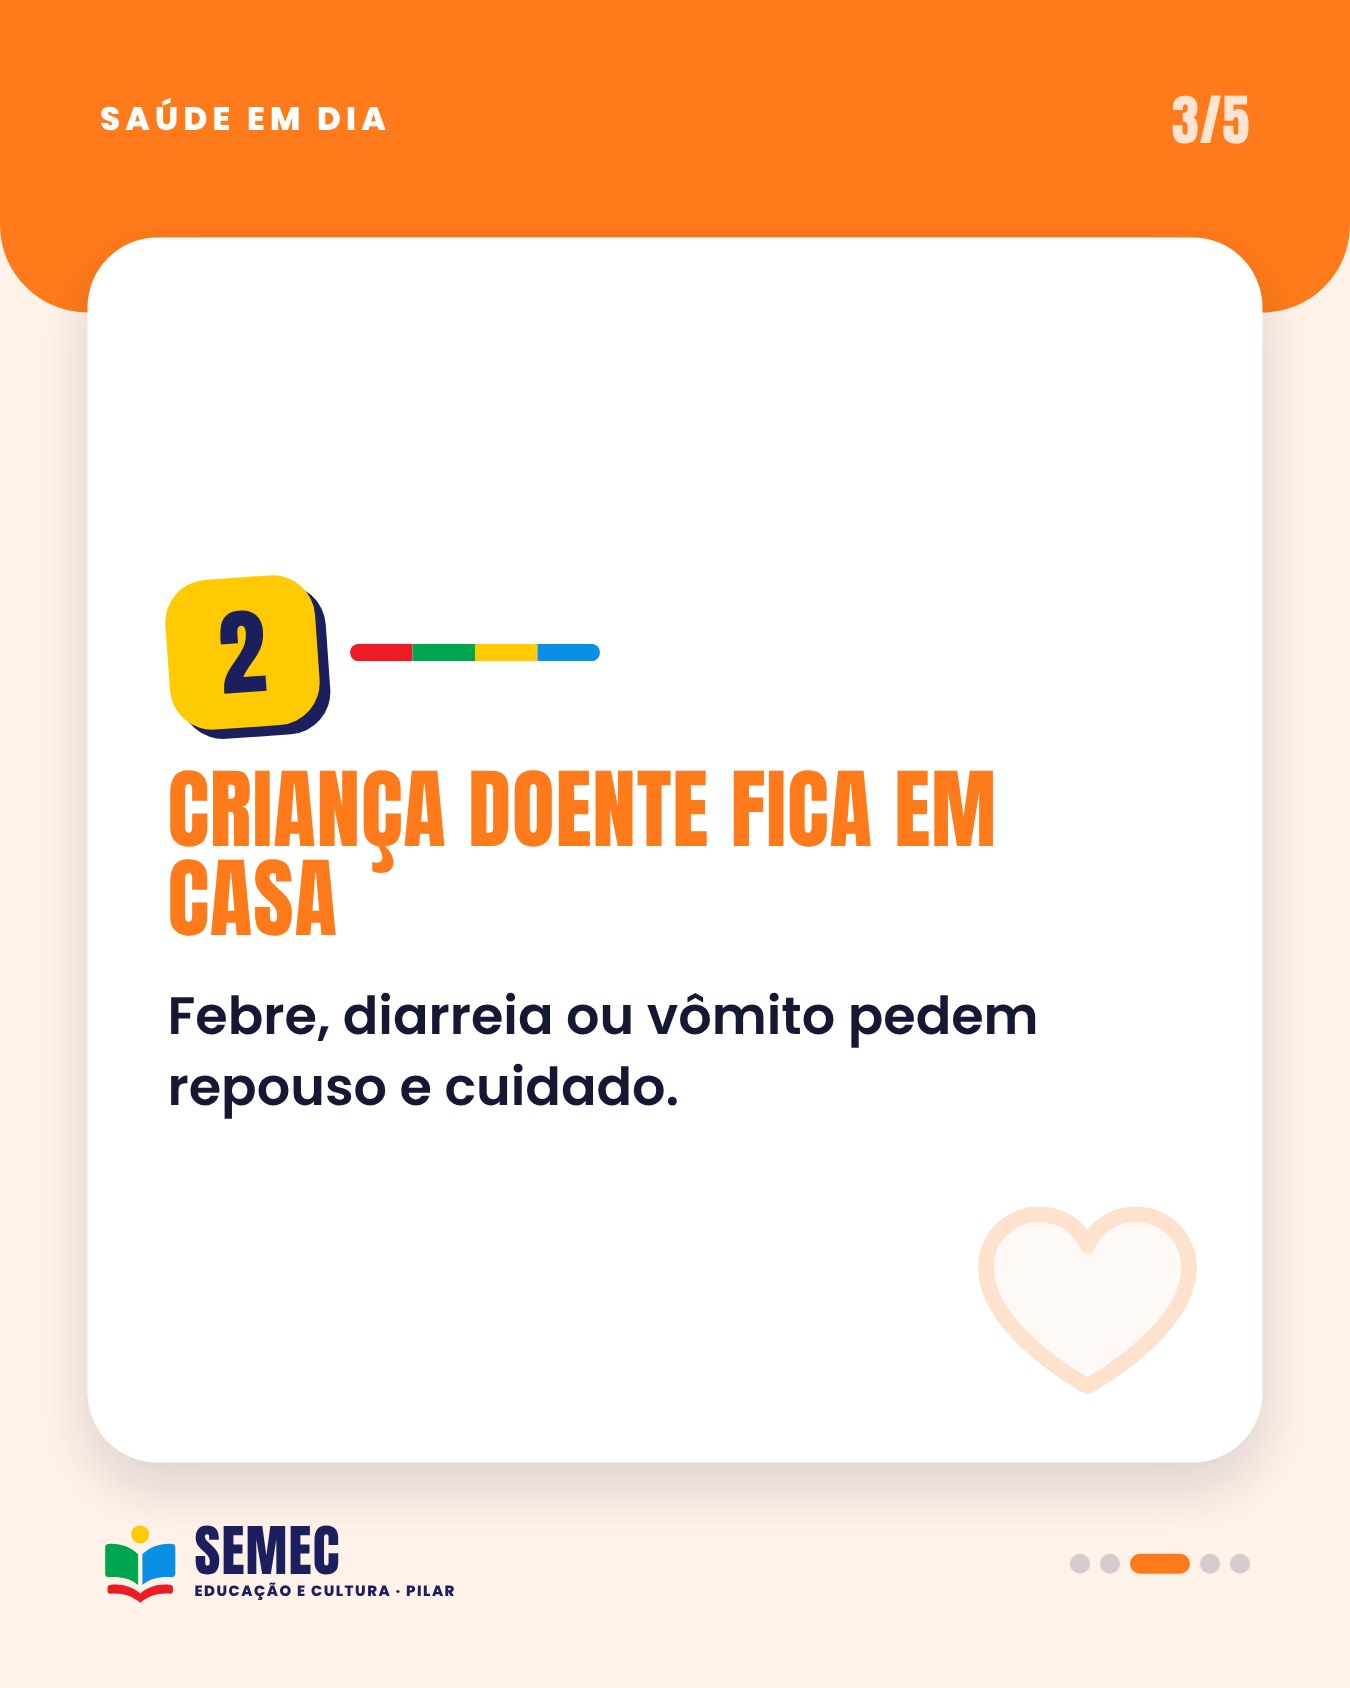 SAÚDE EM DIA
3/5
2
CRIANÇA DOENTE FICA EM
CASA
Febre, diarreia ou vômito pedem
repouso e cuidado.
SEMEC
EDUCAÇÃO E CULTURA · PILAR